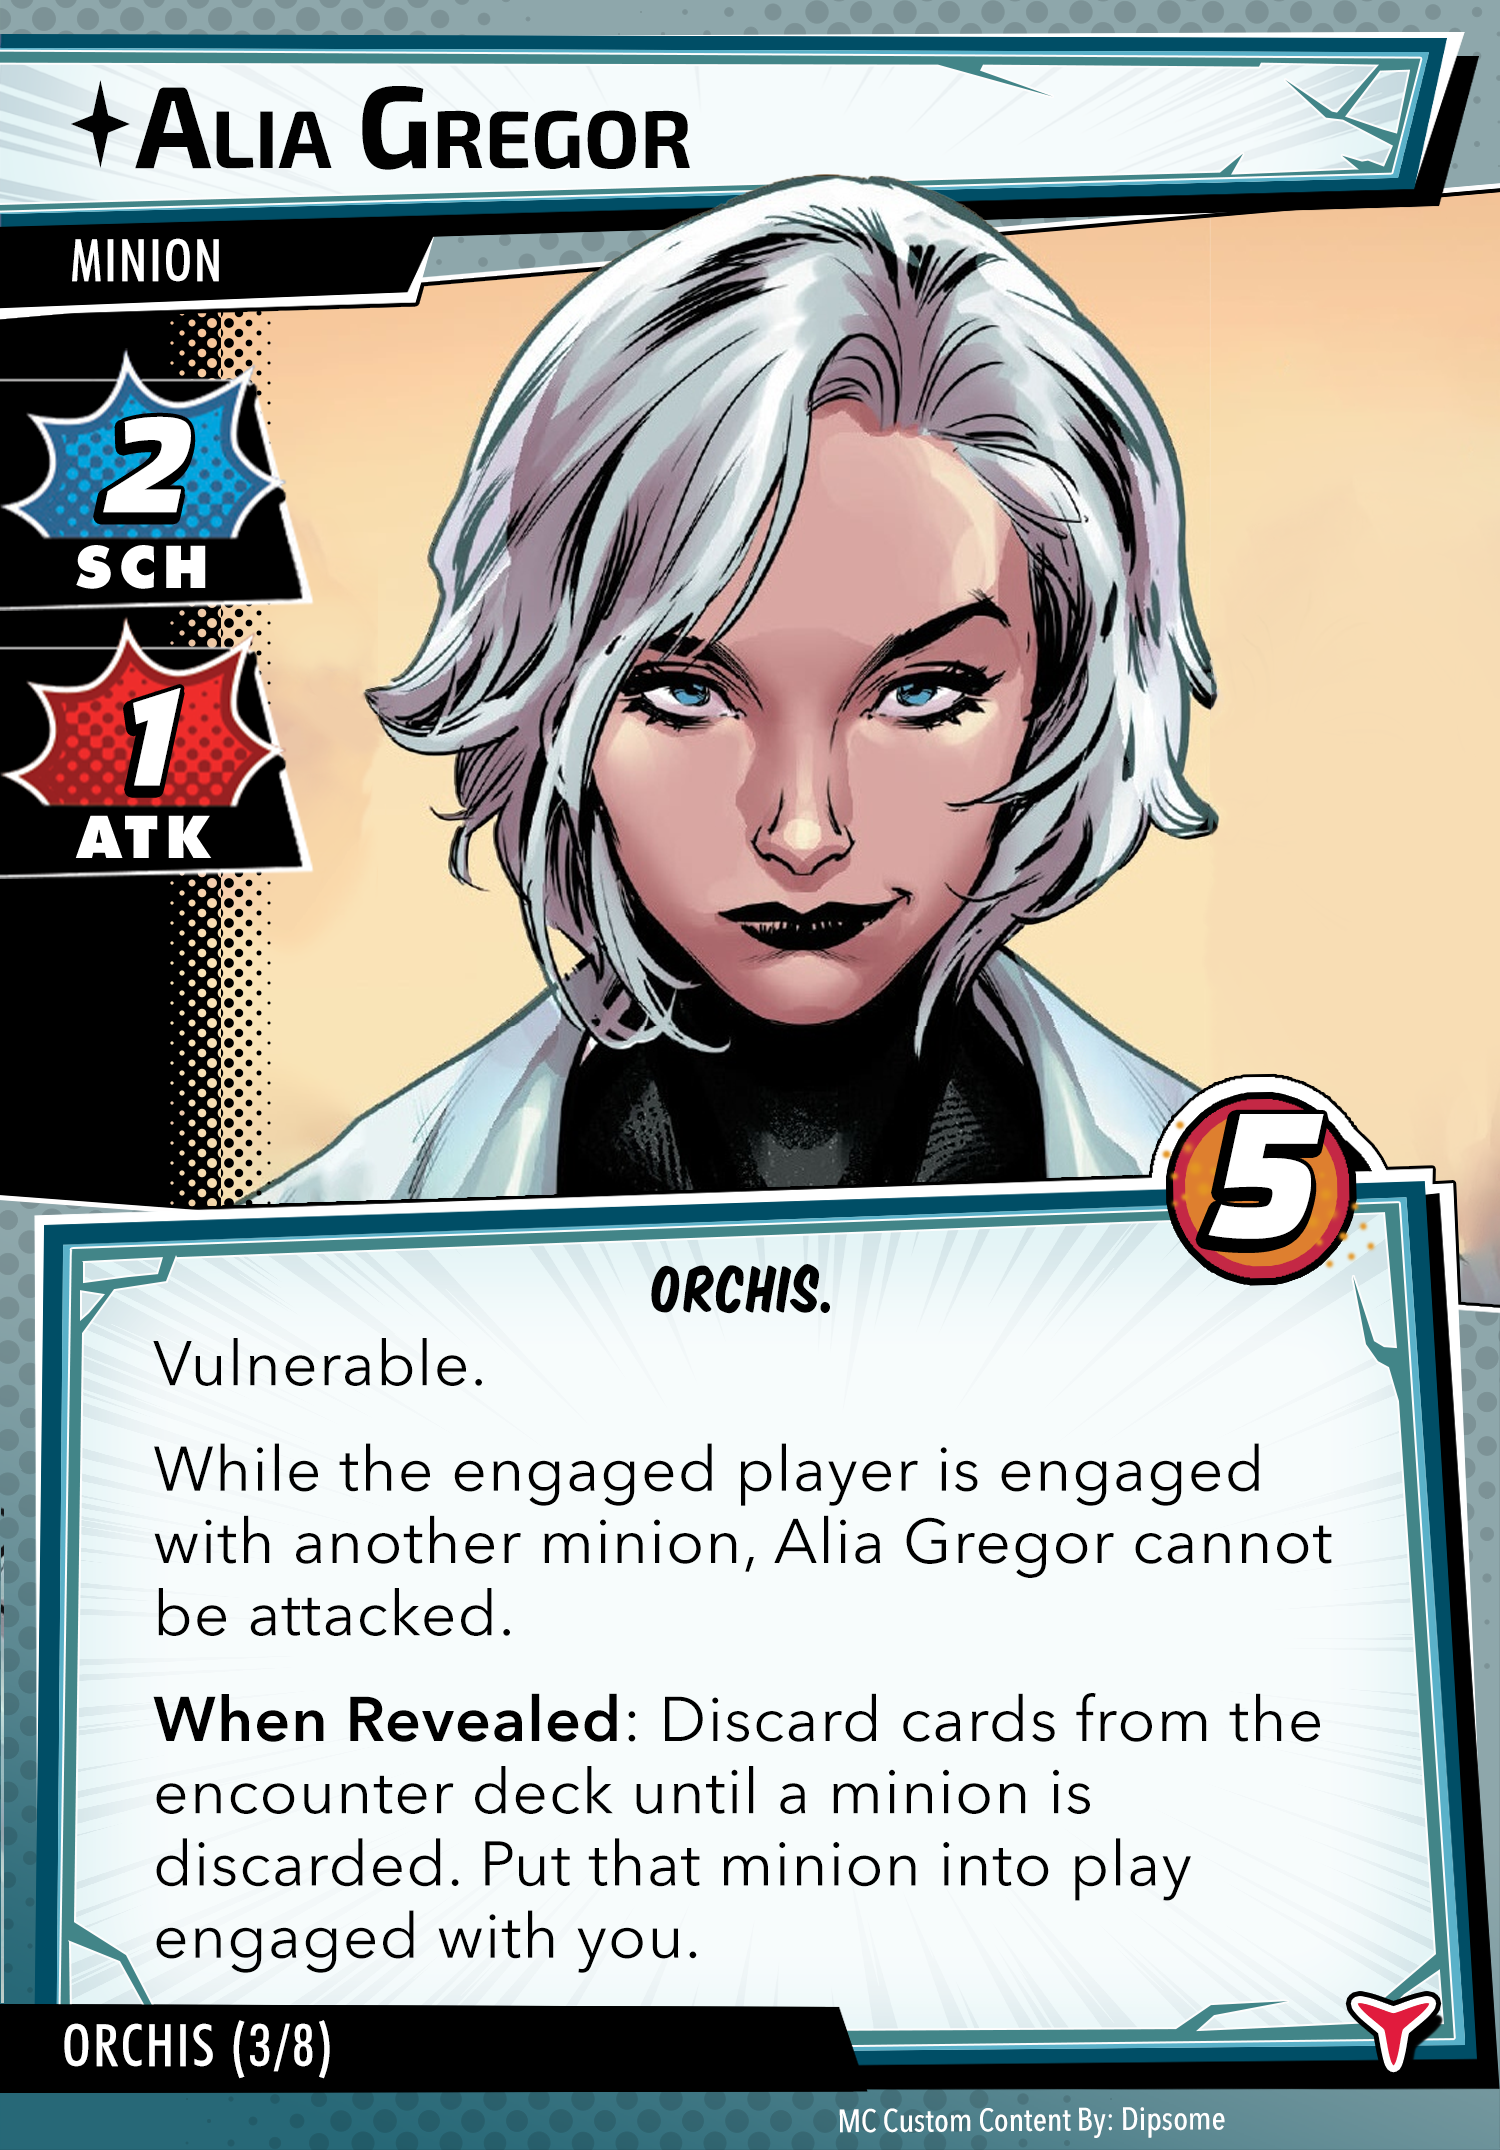 ALIA GREGOR
MINION
2
SCH
1
ATK
5
ORCHIS.
Vulnerable.
While the engaged player is engaged
with another minion, Alia Gregor cannot
be attacked.
When Revealed: Discard cards from the
encounter deck until a minion is
discarded. Put that minion into play
engaged with you.
ORCHIS (3/8)
MC Custom Content By: Dipsome